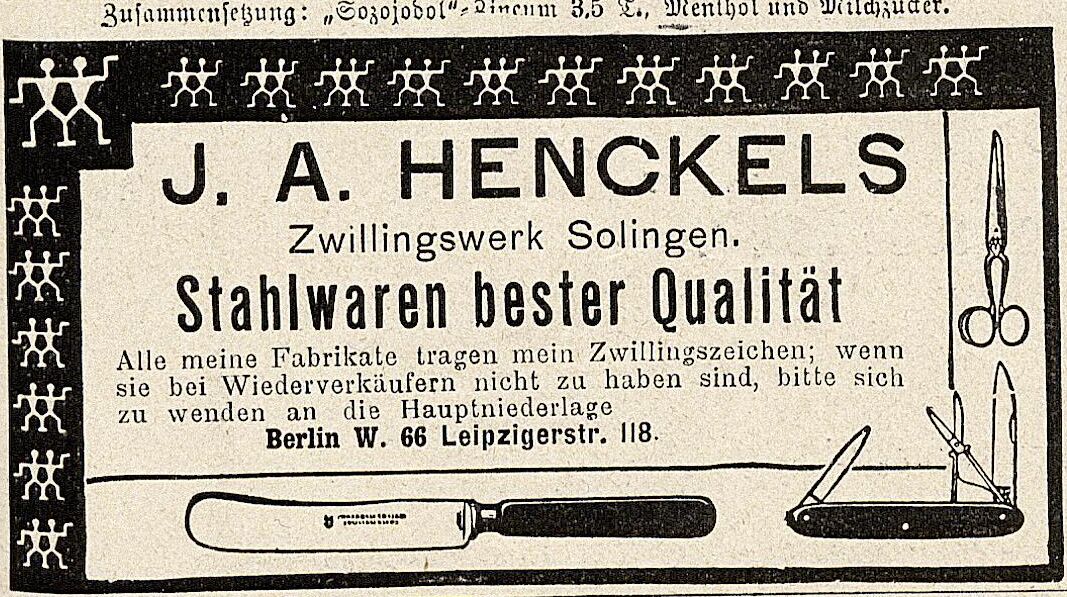 Zusammensetzung: „Sozojodol“-Zincum 3,5 T., Menthol und Milchzucker.
J. A. HENCKELS
Zwillingswerk Solingen.
Stahlwaren bester Qualität
Alle meine Fabrikate tragen mein Zwillingszeichen; wenn
sie bei Wiederverkäufern nicht zu haben sind, bitte sich
zu wenden an die Hauptniederlage
Berlin W. 66 Leipzigerstr. 118.